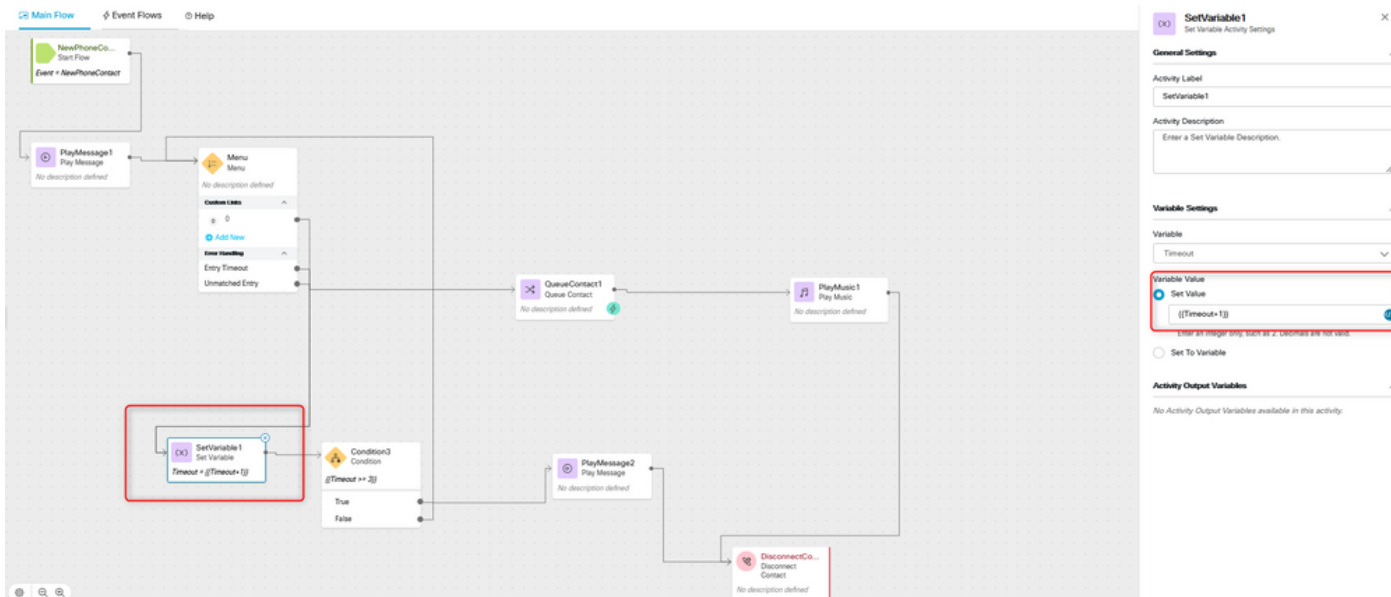 Main Flow
Event Flows
Help
NewPhoneCo...
Start Flow
Event = NewPhoneContact
PlayMessage1
Play Message
No description defined
Menu
Menu
No description defined
Custom Links
0 0
Add New
Error Handling
Entry Timeout
Unmatched Entry
QueueContact1
Queue Contact
No description defined
PlayMusic1
Play Music
No description defined
SetVariable1
Set Variable
Timeout = {{Timeout+1}}
Condition3
Condition
{{Timeout >= 3}}
True
False
PlayMessage2
Play Message
No description defined
DisconnectCo...
Disconnect
Contact
No description defined
SetVariable1
Set Variable Activity Settings
General Settings
Activity Label
SetVariable1
Activity Description
Enter a Set Variable Description.
Variable Settings
Variable
Timeout
Variable Value
Set Value
{{Timeout+1}}
Enter an integer only, such as 2. Decimals are not valid.
Set To Variable
Activity Output Variables
No Activity Output Variables available in this activity.